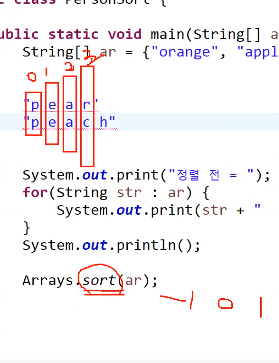 c class PersonSort {
public static void main(String[] a
String[] ar = {"orange", "appl
0 1 2 3
"pear"
"peach"
System.out.print("정렬 전 = ");
for(String str : ar) {
System.out.print(str + "
}
System.out.println();
Arrays.sort(ar);
-1 0 1